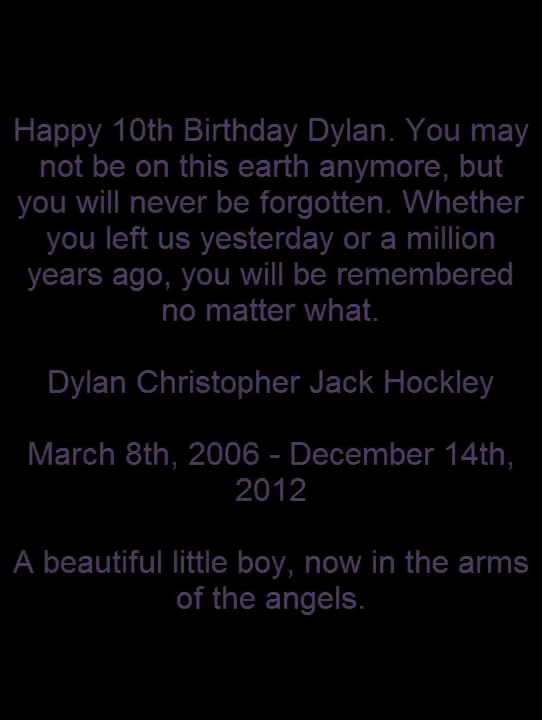 Happy 10th Birthday Dylan. You may
not be on this earth anymore, but
you will never be forgotten. Whether
you left us yesterday or a million
years ago, you will be remembered
no matter what.
Dylan Christopher Jack Hockley
March 8th, 2006 - December 14th,
2012
A beautiful little boy, now in the arms
of the angels.